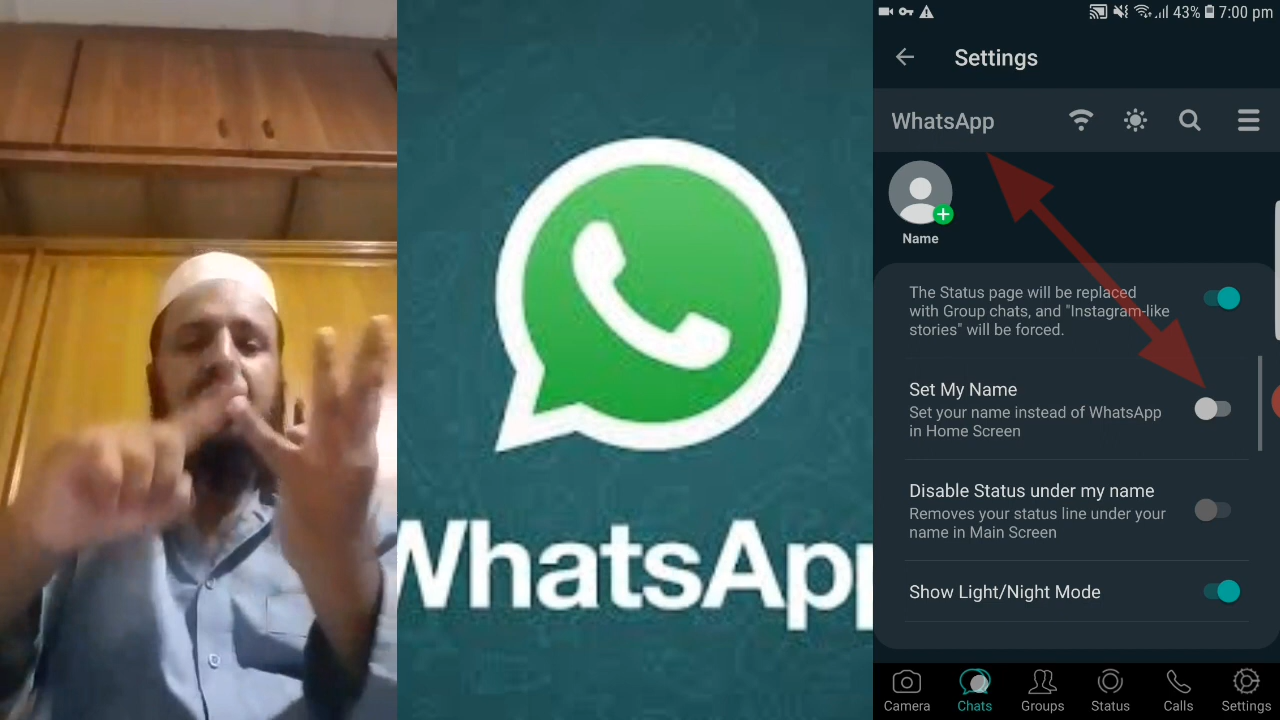 WhatsApp
43% 7:00 pm
Settings
WhatsApp
Name
The Status page will be replaced
with Group chats, and "Instagram-like
stories" will be forced.
Set My Name
Set your name instead of WhatsApp
in Home Screen
Disable Status under my name
Removes your status line under your
name in Main Screen
Show Light/Night Mode
Camera
Chats
Groups
Status
Calls
Settings